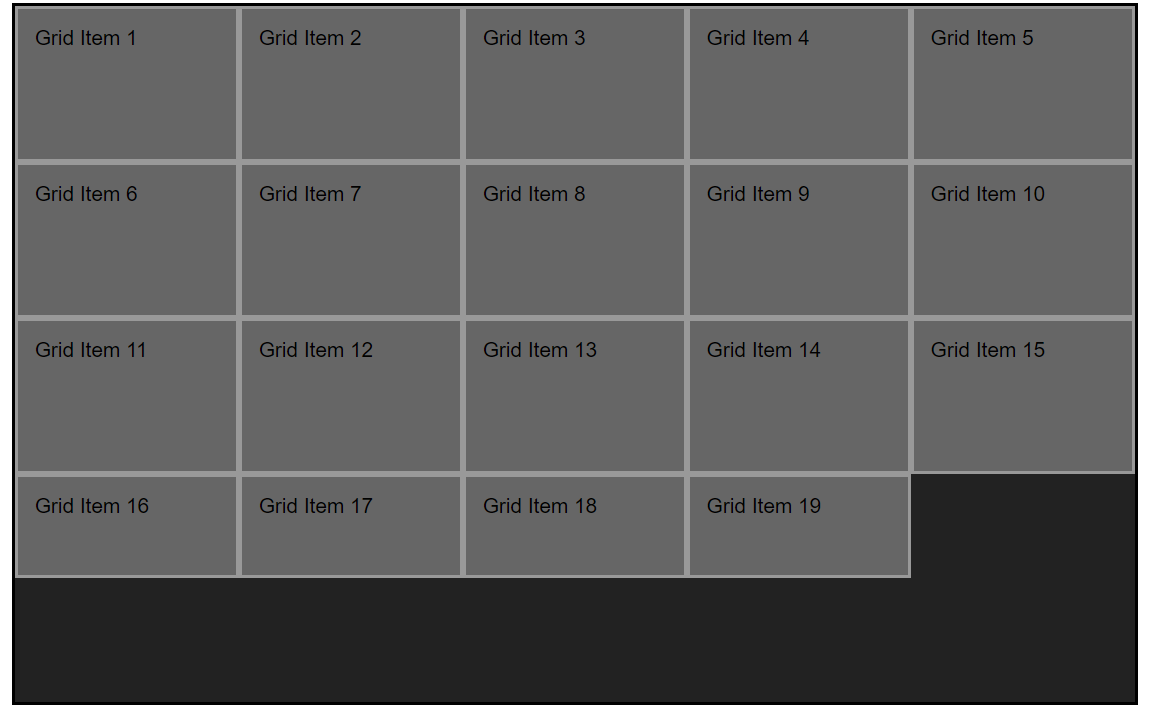 Grid Item 1
Grid Item 2
Grid Item 3
Grid Item 4
Grid Item 5
Grid Item 6
Grid Item 7
Grid Item 8
Grid Item 9
Grid Item 10
Grid Item 11
Grid Item 12
Grid Item 13
Grid Item 14
Grid Item 15
Grid Item 16
Grid Item 17
Grid Item 18
Grid Item 19